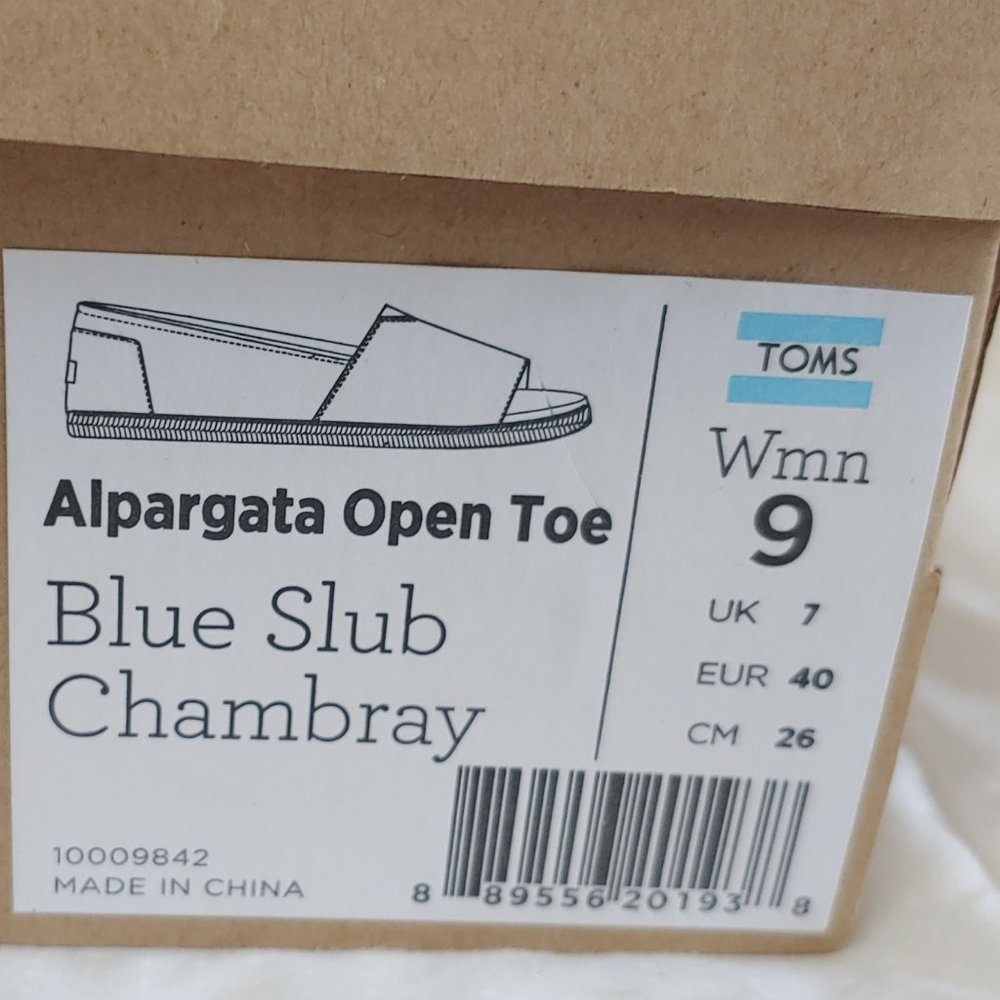 Alpargata Open Toe
Blue Slub
Chambray
10009842
MADE IN CHINA
TOMS
Wmn
9
UK 7
EUR 40
CM 26
8 89556 20193 8